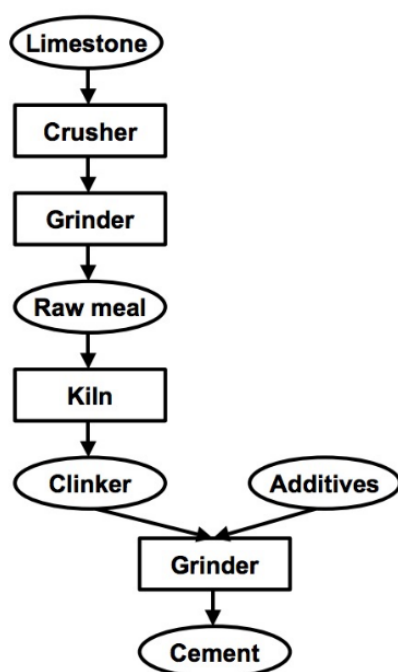 Limestone
Crusher
Grinder
Raw meal
Kiln
Clinker
Additives
Grinder
Cement